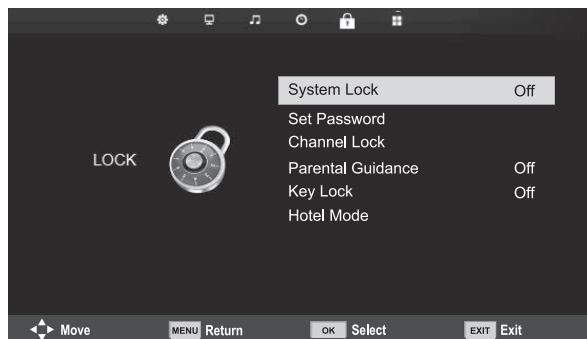 System Lock Off
Set Password
Channel Lock
LOCK
Parental Guidance Off
Key Lock Off
Hotel Mode
Move MENU Return OK Select EXIT Exit